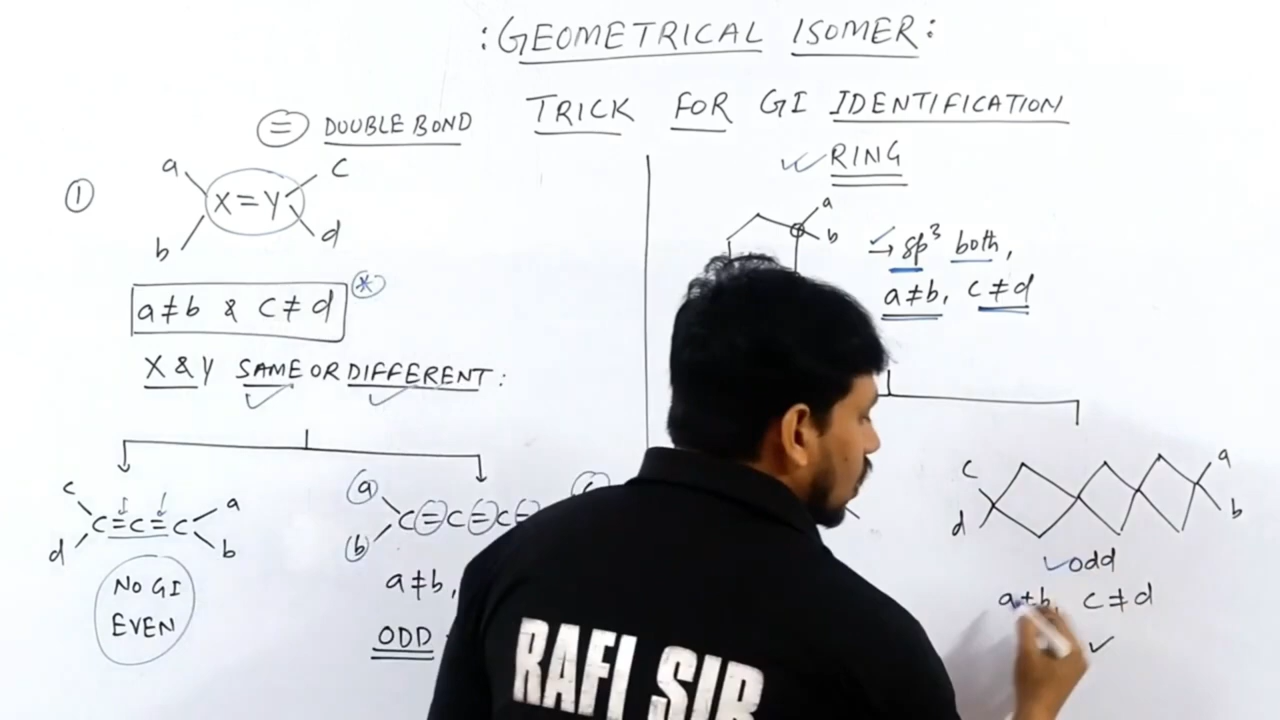 : GEOMETRICAL ISOMER :
TRICK FOR GI IDENTIFICATION
= DOUBLE BOND
①
a c
X=Y
b d
a≠b & c≠d *
X & Y SAME OR DIFFERENT :
c a
C=C=C
d b
NO GI
EVEN
a
C=C=C=
b
a≠b,
ODD
✓ RING
a
b
→ sp³ both,
a≠b, c≠d
c a
d b
✓odd
a≠b, c≠d
✓
RAFI SIR